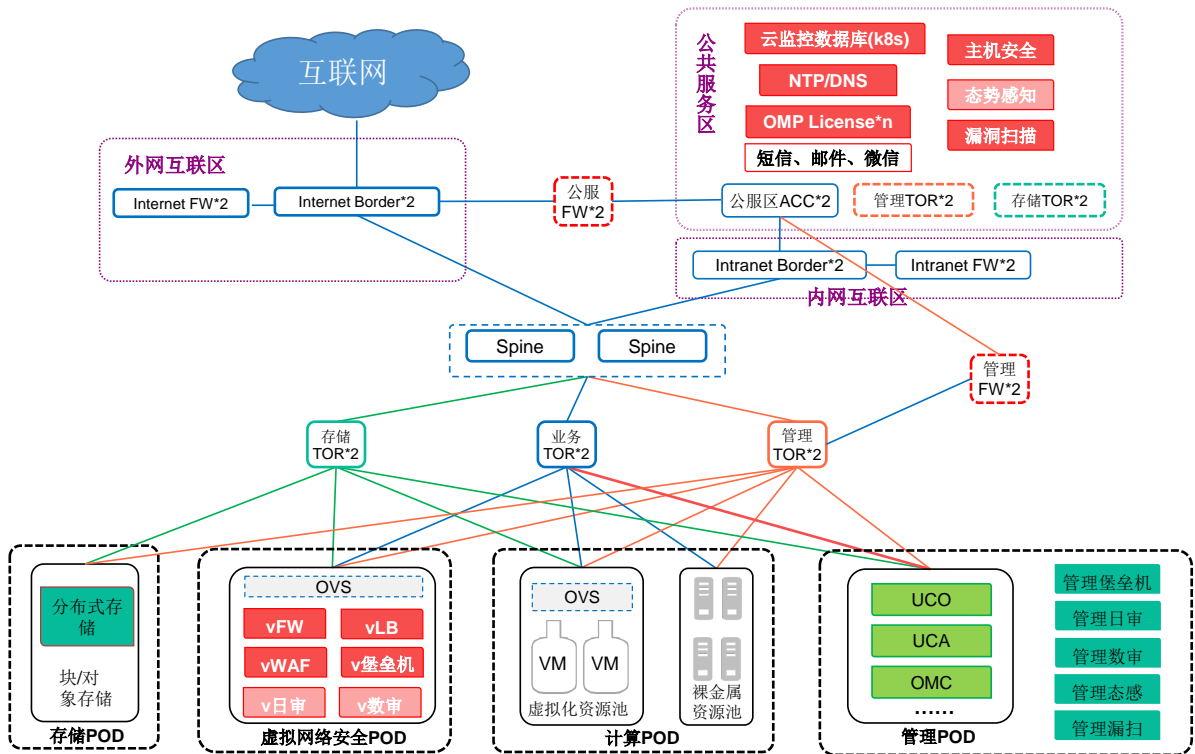 互联网
公共服务区
云监控数据库(k8s)
主机安全
NTP/DNS
态势感知
OMP License*n
漏洞扫描
短信、邮件、微信
外网互联区
Internet FW*2
Internet Border*2
公服
FW*2
公服区ACC*2
管理TOR*2
存储TOR*2
Intranet Border*2
Intranet FW*2
内网互联区
Spine
Spine
管理
FW*2
存储
TOR*2
业务
TOR*2
管理
TOR*2
分布式存
储
块/对
象存储
存储POD
OVS
vFW
vLB
vWAF
v堡垒机
v日审
v数审
虚拟网络安全POD
OVS
VM
VM
虚拟化资源池
裸金属
资源池
计算POD
UCO
UCA
OMC
......
管理POD
管理堡垒机
管理日审
管理数审
管理态感
管理漏扫